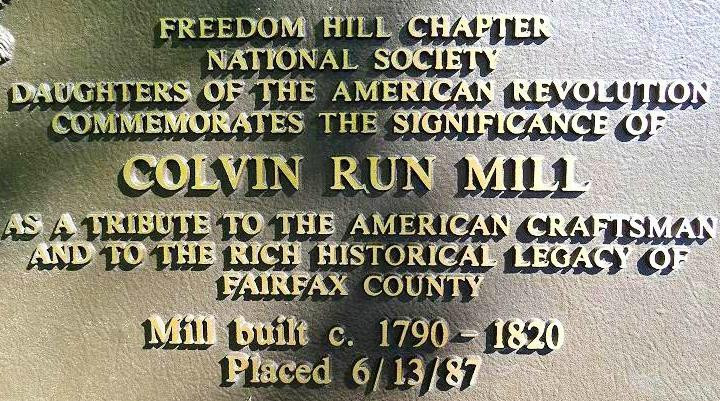 FREEDOM HILL CHAPTER
NATIONAL SOCIETY
DAUGHTERS OF THE AMERICAN REVOLUTION
COMMEMORATES THE SIGNIFICANCE OF
COLVIN RUN MILL
AS A TRIBUTE TO THE AMERICAN CRAFTSMAN
AND TO THE RICH HISTORICAL LEGACY OF
FAIRFAX COUNTY
Mill built c. 1790 - 1820
Placed 6/13/87